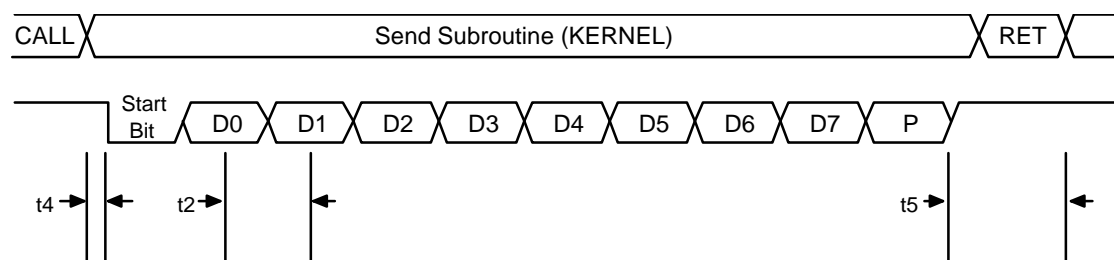 CALL Send Subroutine (KERNEL) RET
Start
Bit D0 D1 D2 D3 D4 D5 D6 D7 P
t4 t2 t5